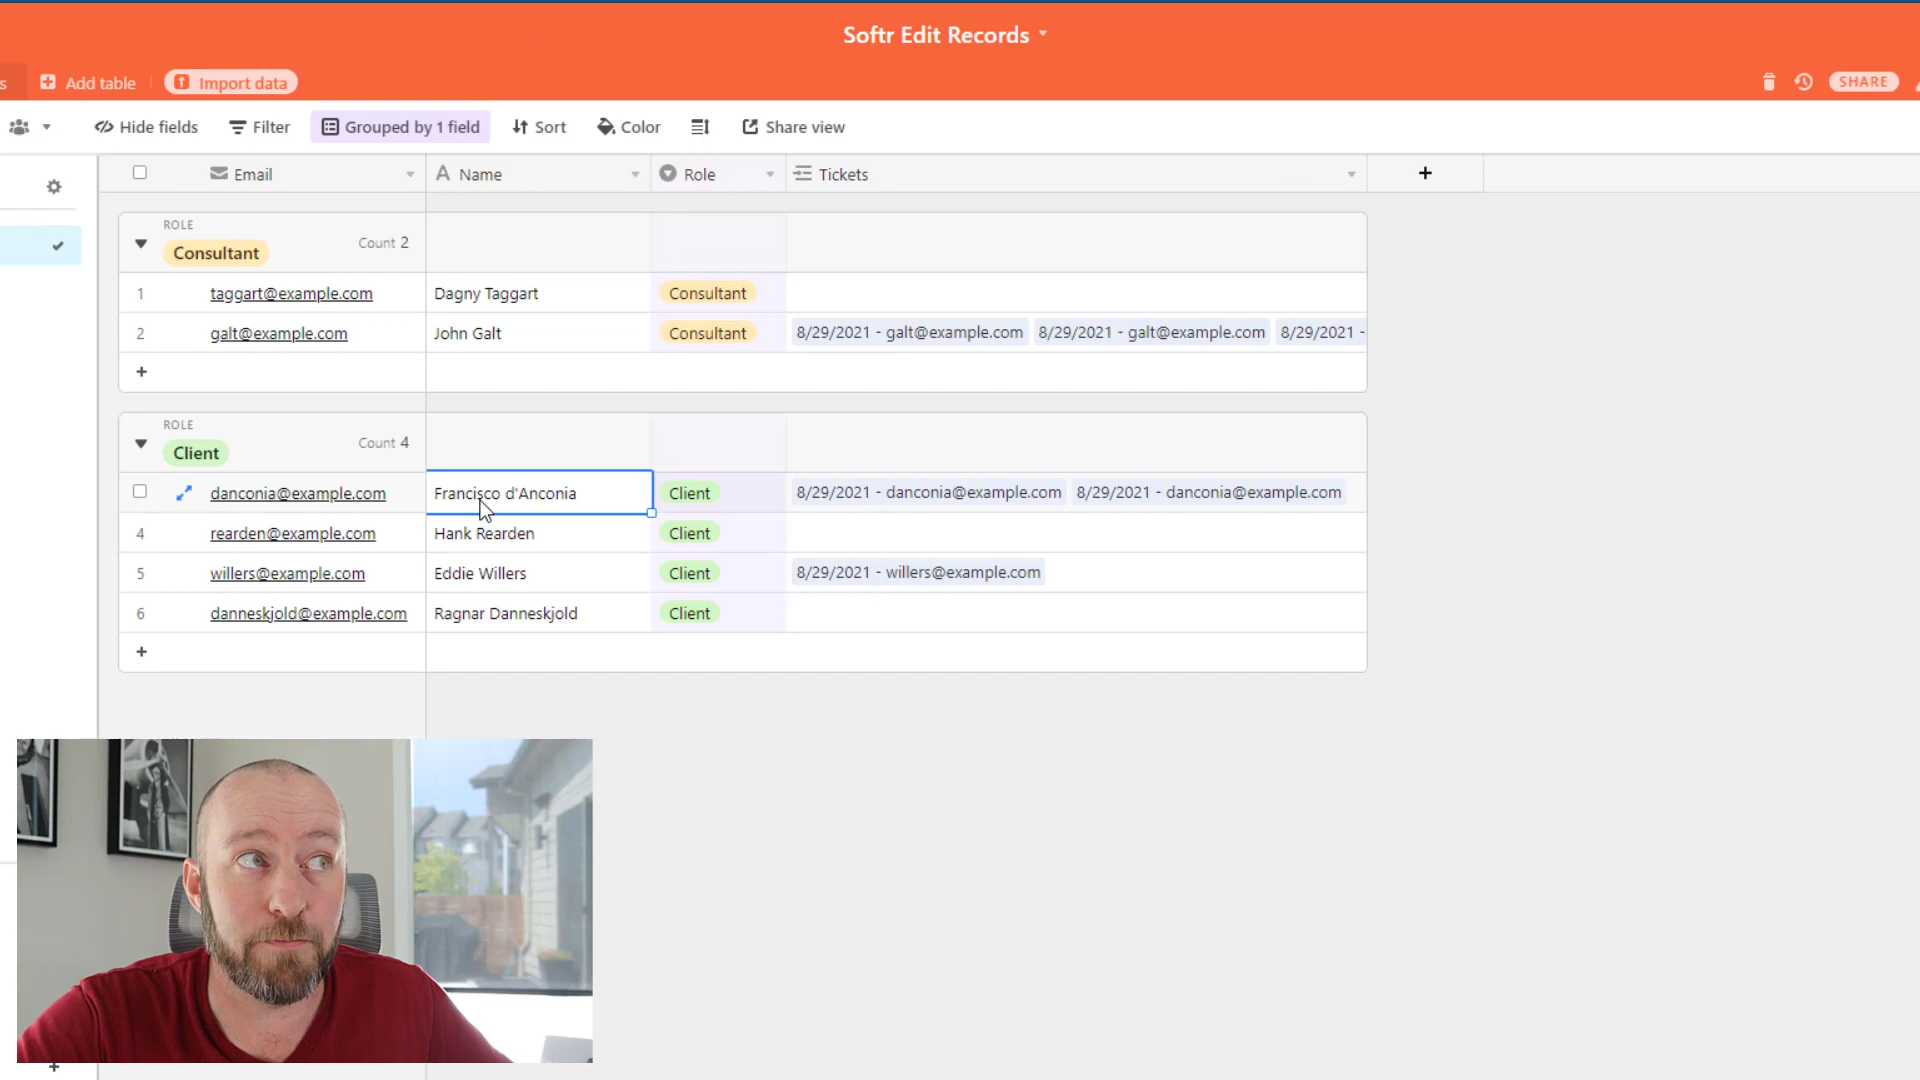 Softr Edit Records
s Add table Import data SHARE
Hide fields Filter Grouped by 1 field Sort Color Share view
Email Name Role Tickets +
ROLE
Consultant Count 2
1 taggart@example.com Dagny Taggart Consultant
2 galt@example.com John Galt Consultant 8/29/2021 - galt@example.com 8/29/2021 - galt@example.com 8/29/2021 -
+
ROLE
Client Count 4
danconia@example.com Francisco d'Anconia Client 8/29/2021 - danconia@example.com 8/29/2021 - danconia@example.com
4 rearden@example.com Hank Rearden Client
5 willers@example.com Eddie Willers Client 8/29/2021 - willers@example.com
6 danneskjold@example.com Ragnar Danneskjold Client
+
+